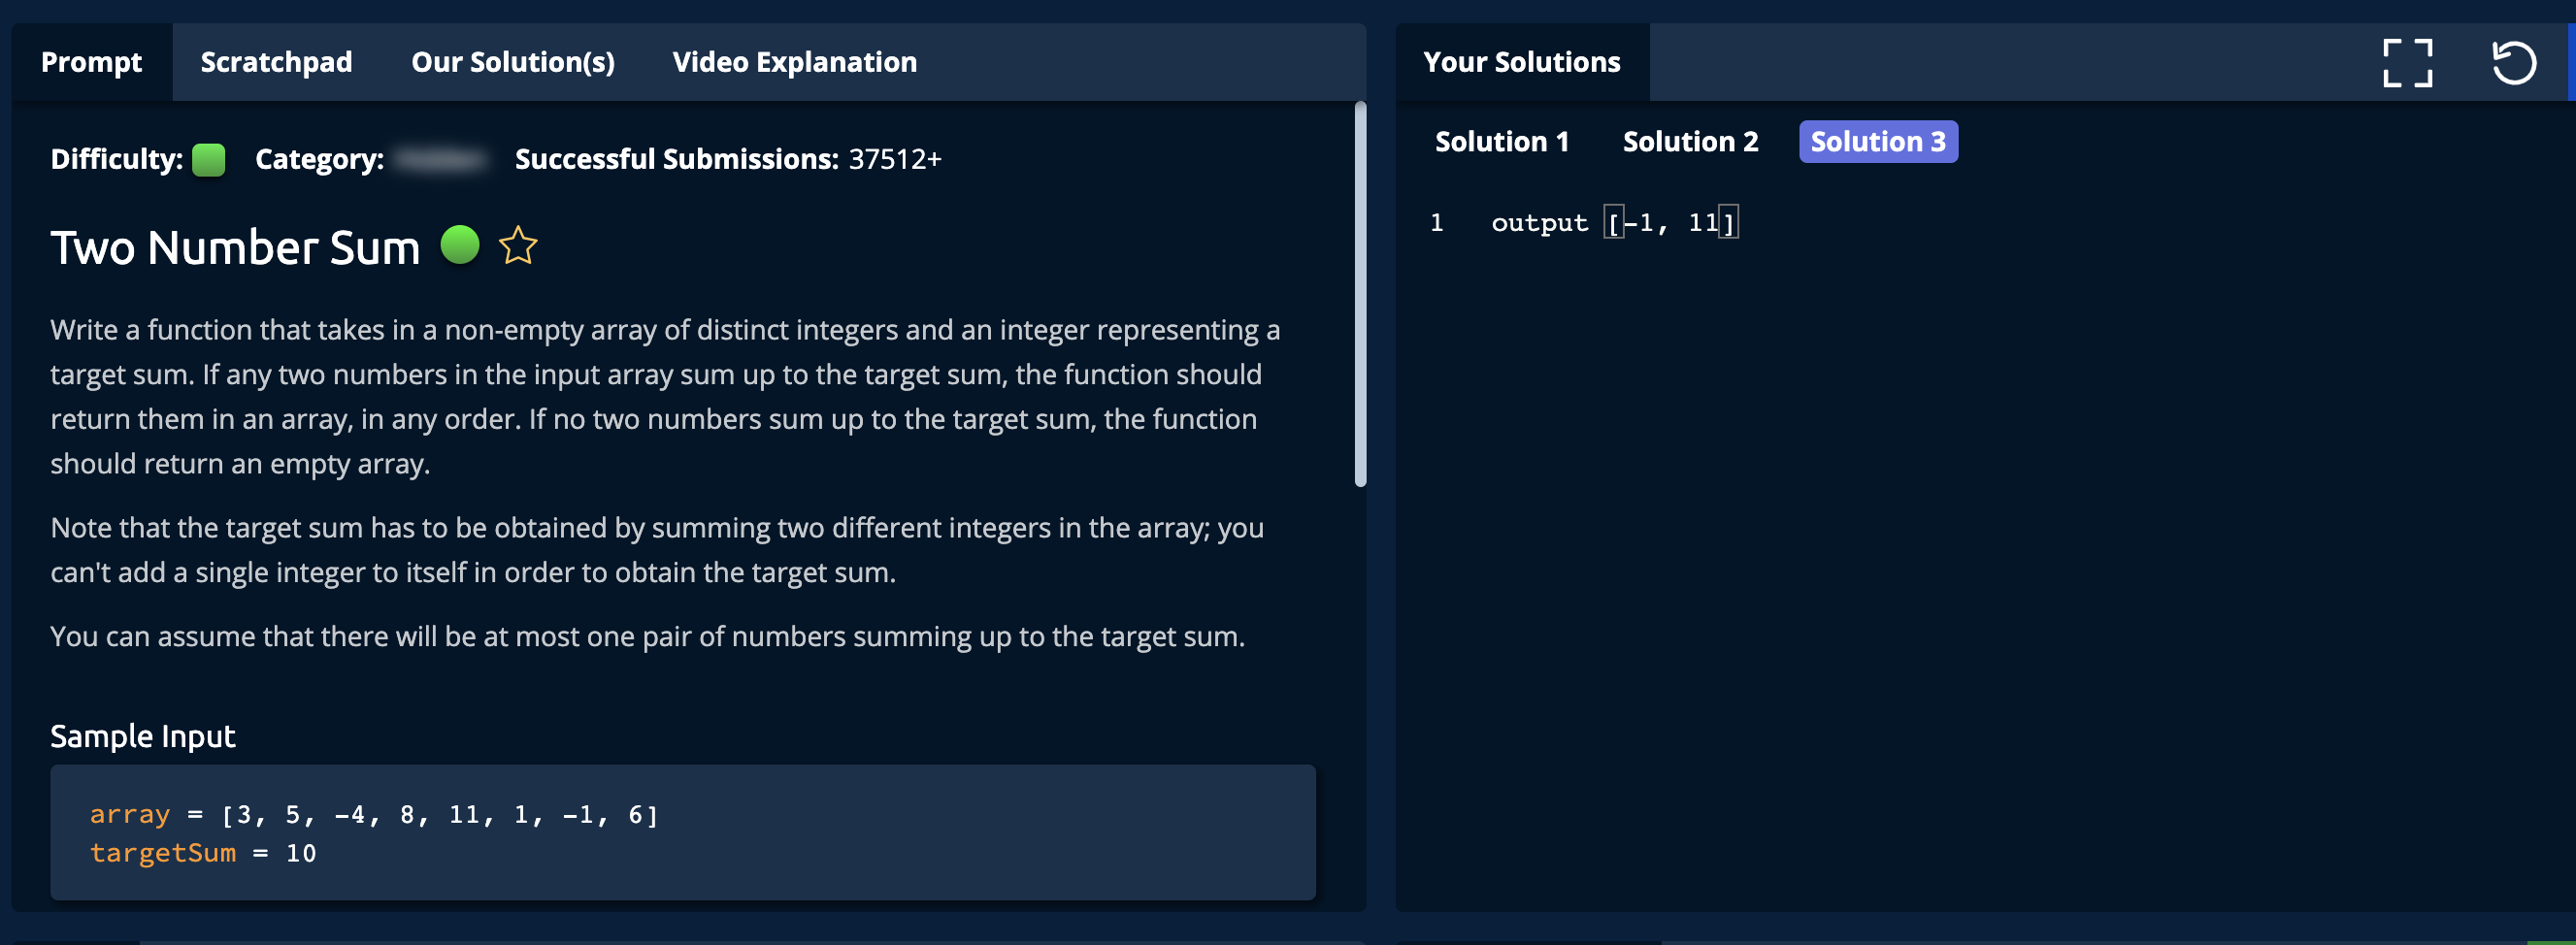 Prompt Scratchpad Our Solution(s) Video Explanation
Difficulty: Category: Successful Submissions: 37512+
Two Number Sum
Write a function that takes in a non-empty array of distinct integers and an integer representing a
target sum. If any two numbers in the input array sum up to the target sum, the function should
return them in an array, in any order. If no two numbers sum up to the target sum, the function
should return an empty array.
Note that the target sum has to be obtained by summing two different integers in the array; you
can't add a single integer to itself in order to obtain the target sum.
You can assume that there will be at most one pair of numbers summing up to the target sum.
Sample Input
array = [3, 5, -4, 8, 11, 1, -1, 6]
targetSum = 10
Your Solutions
Solution 1 Solution 2 Solution 3
1 output [-1, 11]